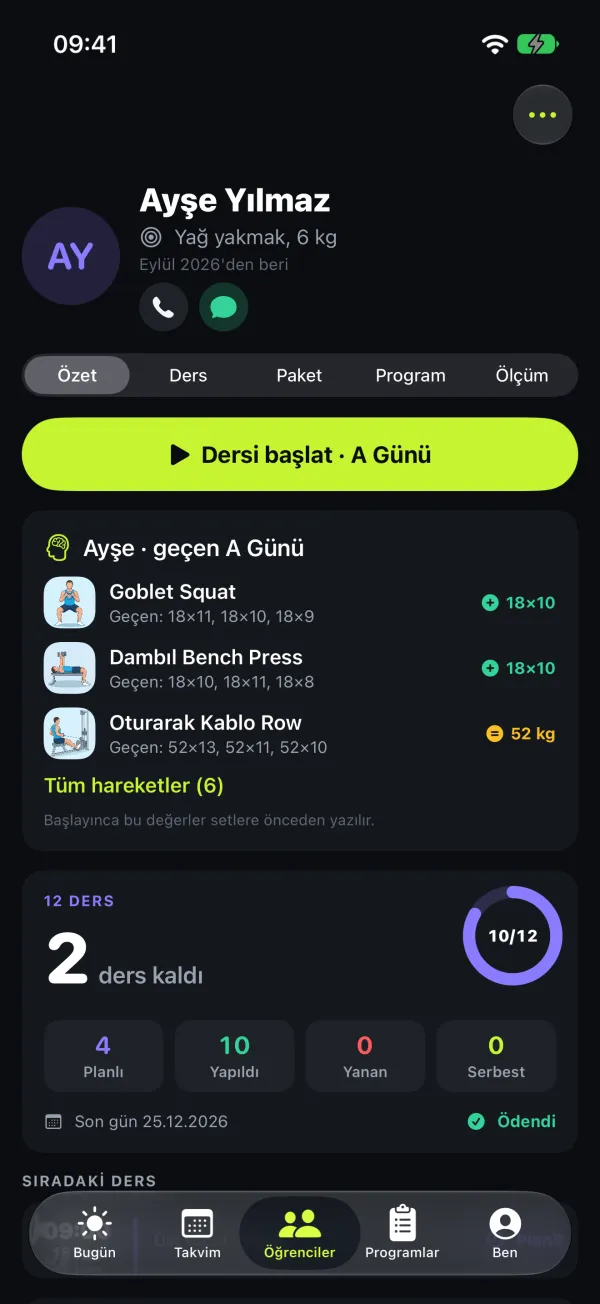 09:41
Ayşe Yılmaz
AY
Yağ yakmak, 6 kg
Eylül 2026'den beri
Özet
Ders
Paket
Program
Ölçüm
Dersi başlat · A Günü
Ayşe · geçen A Günü
Goblet Squat
18×10
Geçen: 18×11, 18×10, 18×9
Dambıl Bench Press
18×10
Geçen: 18×10, 18×11, 18×8
Oturarak Kablo Row
52 kg
Geçen: 52×13, 52×11, 52×10
Tüm hareketler (6)
Başlayınca bu değerler setlere önceden yazılır.
12 DERS
10/12
2 ders kaldı
4
10
0
0
Planlı
Yapıldı
Yanan
Serbest
Son gün 25.12.2026
Ödendi
SIRADAKİ DERS
Bugün
Takvim
Öğrenciler
Programlar
Ben